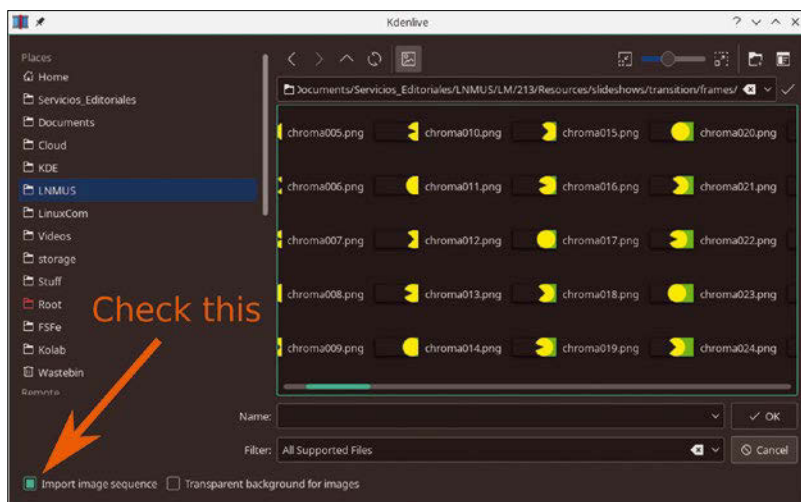 Kdenlive
Places
Home
Servicios_Editoriales
Documents
Cloud
KDE
LNMUS
LinuxCom
Videos
storage
Stuff
Root
FSFe
Kolab
Wastebin
Remote
Documents/Servicios_Editoriales/LNMUS/LM/213/Resources/slideshows/transition/frames/
chroma005.png chroma010.png chroma015.png chroma020.png
chroma006.png chroma011.png chroma016.png chroma021.png
chroma007.png chroma012.png chroma017.png chroma022.png
chroma008.png chroma013.png chroma018.png chroma023.png
chroma009.png chroma014.png chroma019.png chroma024.png
Check this
Name: OK
Filter: All Supported Files Cancel
Import image sequence Transparent background for images